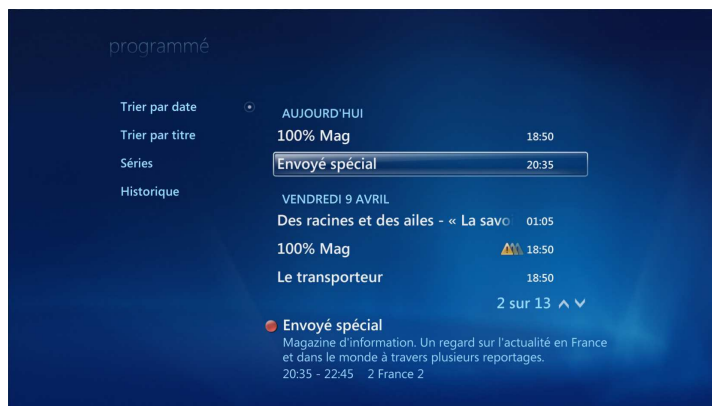 programmé
Trier par date
Trier par titre
Séries
Historique
AUJOURD'HUI
100% Mag 18:50
Envoyé spécial 20:35
VENDREDI 9 AVRIL
Des racines et des ailes - « La savo 01:05
100% Mag 18:50
Le transporteur 18:50
2 sur 13
Envoyé spécial
Magazine d'information. Un regard sur l'actualité en France
et dans le monde à travers plusieurs reportages.
20:35 - 22:45 2 France 2